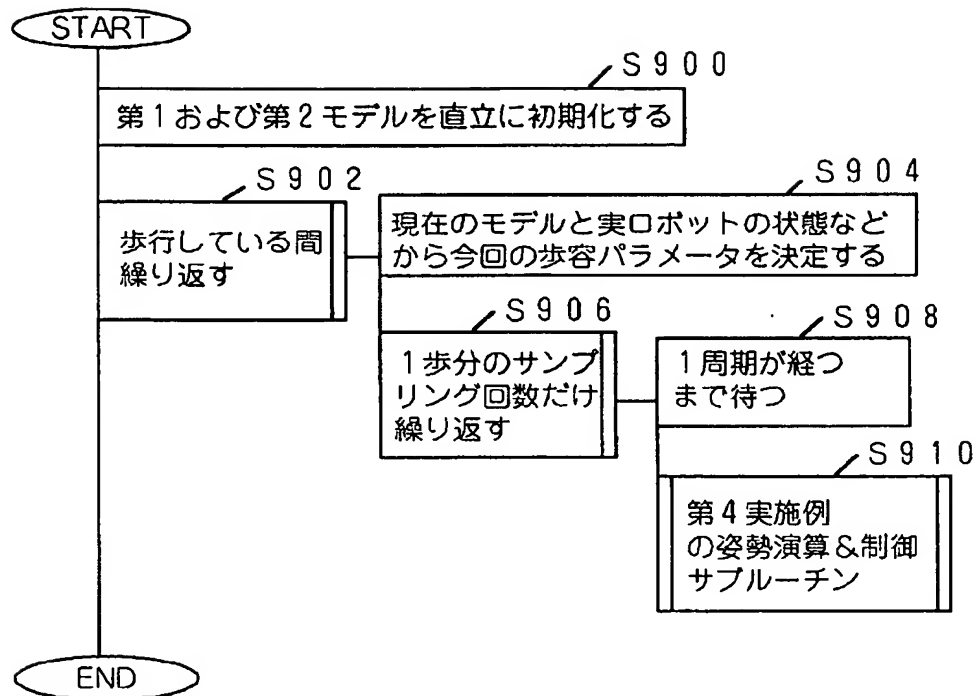 START
S900
第1および第2モデルを直立に初期化する
S902
歩行している間
繰り返す
S904
現在のモデルと実ロボットの状態など
から今回の歩容パラメータを決定する
S906
1歩分のサンプ
リング回数だけ
繰り返す
S908
1周期が経つ
まで待つ
S910
第4実施例
の姿勢演算&制御
サブルーチン
END